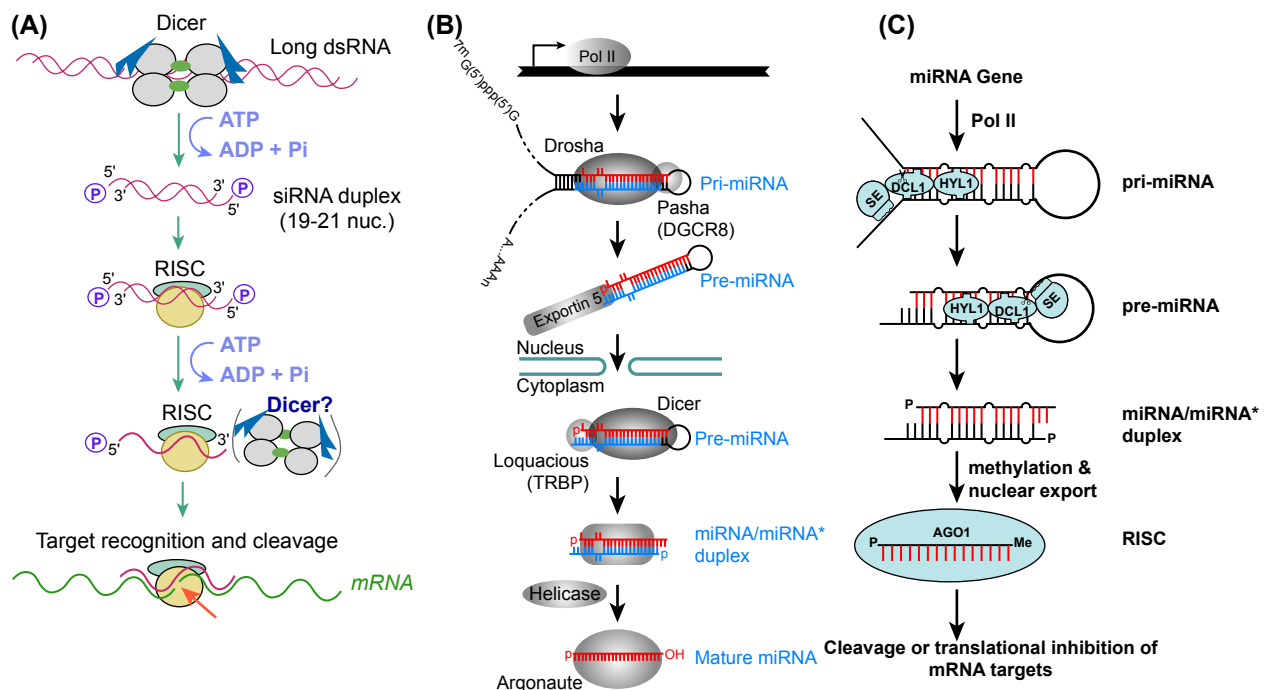 (A)
Dicer
Long dsRNA
ATP
ADP + Pi
5'
3'
P
3'
5'
P
siRNA duplex
(19-21 nuc.)
RISC
5'
3'
P
3'
5'
P
ATP
ADP + Pi
RISC
Dicer?
P
5'
3'
Target recognition and cleavage
mRNA
(B)
Pol II
7mG(5')ppp(5')G
Drosha
Pri-miRNA
Pasha
(DGCR8)
A...AAAn
p
Pre-miRNA
Exportin 5
Nucleus
Cytoplasm
Dicer
p
Pre-miRNA
Loquacious
(TRBP)
p
p
miRNA/miRNA*
duplex
Helicase
p
OH
Mature miRNA
Argonaute
(C)
miRNA Gene
Pol II
SE
DCL1
HYL1
pri-miRNA
HYL1
DCL1
SE
pre-miRNA
P
P
miRNA/miRNA*
duplex
methylation &
nuclear export
AGO1
P
Me
RISC
Cleavage or translational inhibition of
mRNA targets